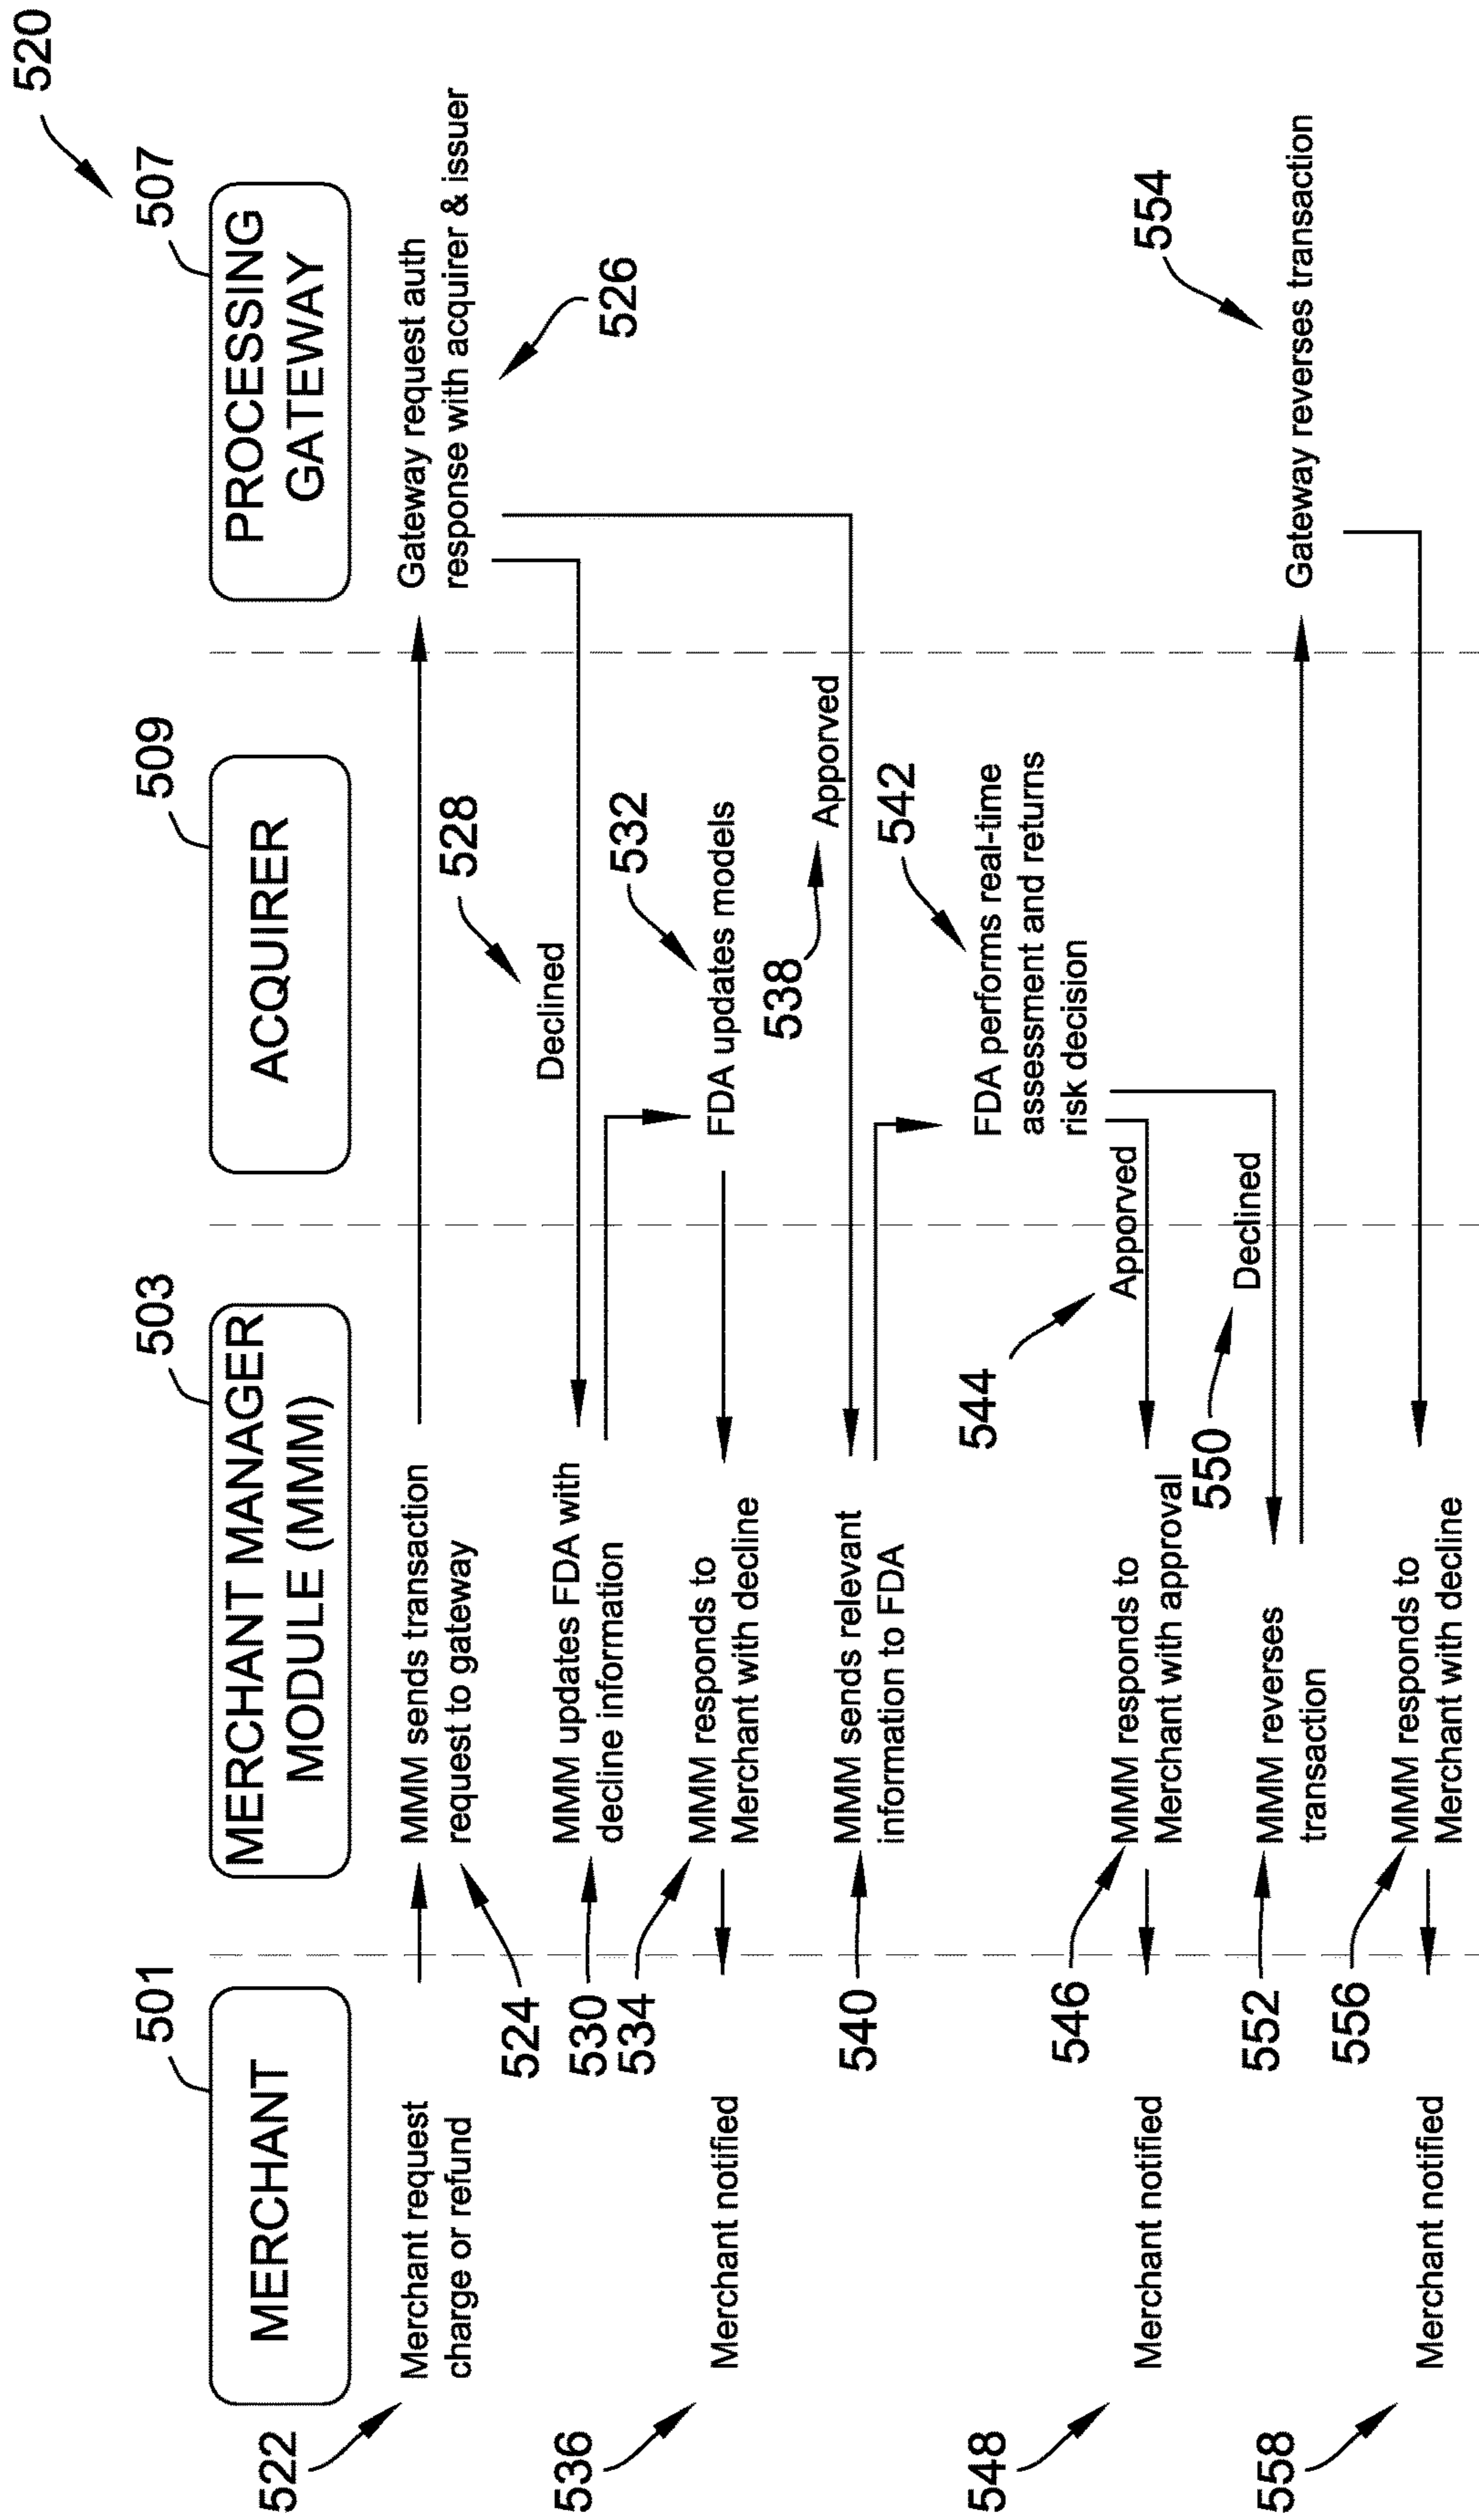 520
501
503
509
507
MERCHANT
MERCHANT MANAGER
MODULE (MMM)
ACQUIRER
PROCESSING
GATEWAY
522
Merchant request
charge or refund
524
MMM sends transaction
request to gateway
Gateway request auth
response with acquirer & issuer
526
528
Declined
530
MMM updates FDA with
decline information
532
FDA updates models
534
MMM responds to
Merchant with decline
536
Merchant notified
538
Apporved
540
MMM sends relevant
information to FDA
542
FDA performs real-time
assessment and returns
risk decision
544
Apporved
546
MMM responds to
Merchant with approval
548
Merchant notified
550
Declined
552
MMM reverses
transaction
554
Gateway reverses transaction
556
MMM responds to
Merchant with decline
558
Merchant notified